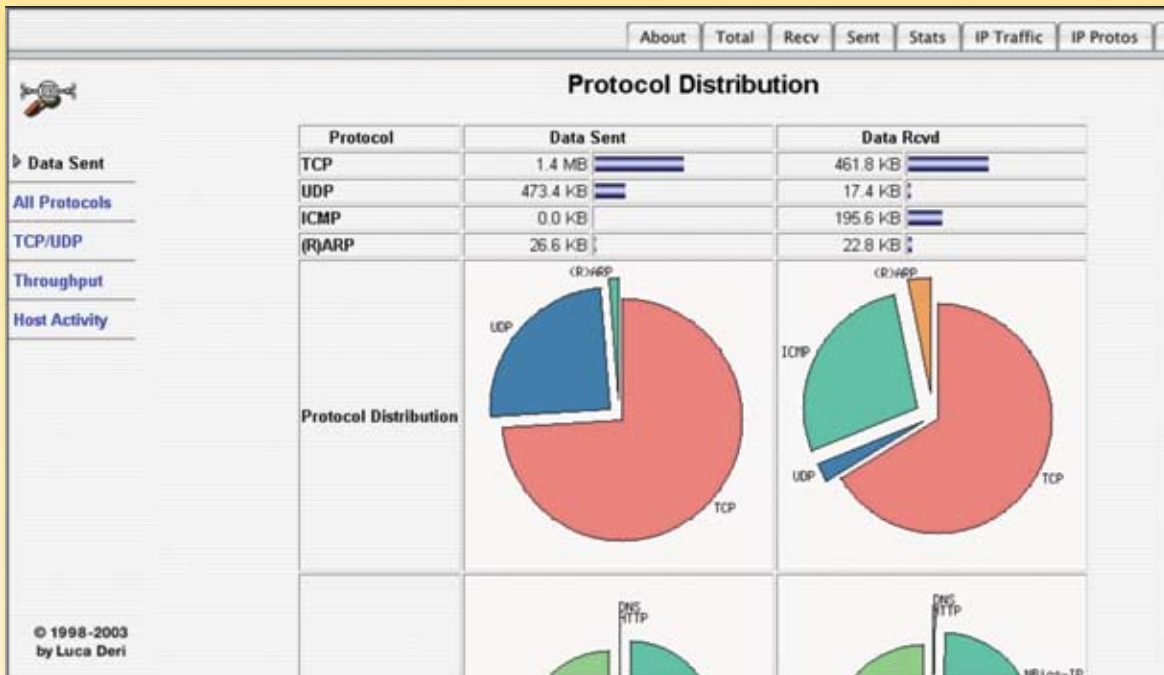 About Total Recv Sent Stats IP Traffic IP Protos
Protocol Distribution
Data Sent
All Protocols
TCP/UDP
Throughput
Host Activity
Protocol Data Sent Data Rcvd
TCP 1.4 MB 461.8 KB
UDP 473.4 KB 17.4 KB
ICMP 0.0 KB 195.6 KB
(R)ARP 26.6 KB 22.8 KB
Protocol Distribution
(R)ARP
UDP
TCP
(R)ARP
ICMP
UDP
TCP
DNS
HTTP
DNS
HTTP
NBios-IP
© 1998-2003
by Luca Deri